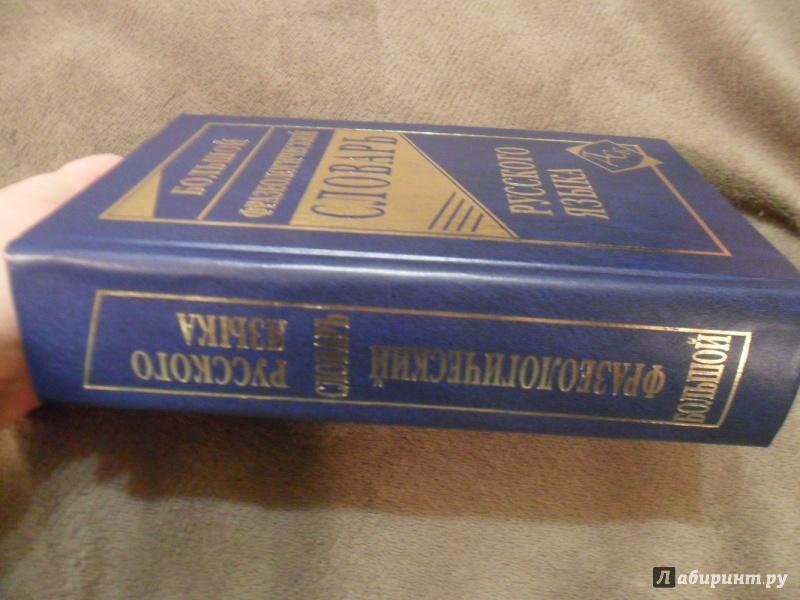 БОЛЬШОЙ
ФРАЗЕОЛОГИЧЕСКИЙ
СЛОВАРЬ
РУССКОГО
ЯЗЫКА
БОЛЬШОЙ
ФРАЗЕОЛОГИЧЕСКИЙ
СЛОВАРЬ
РУССКОГО
ЯЗЫКА
Лабиринт.ру